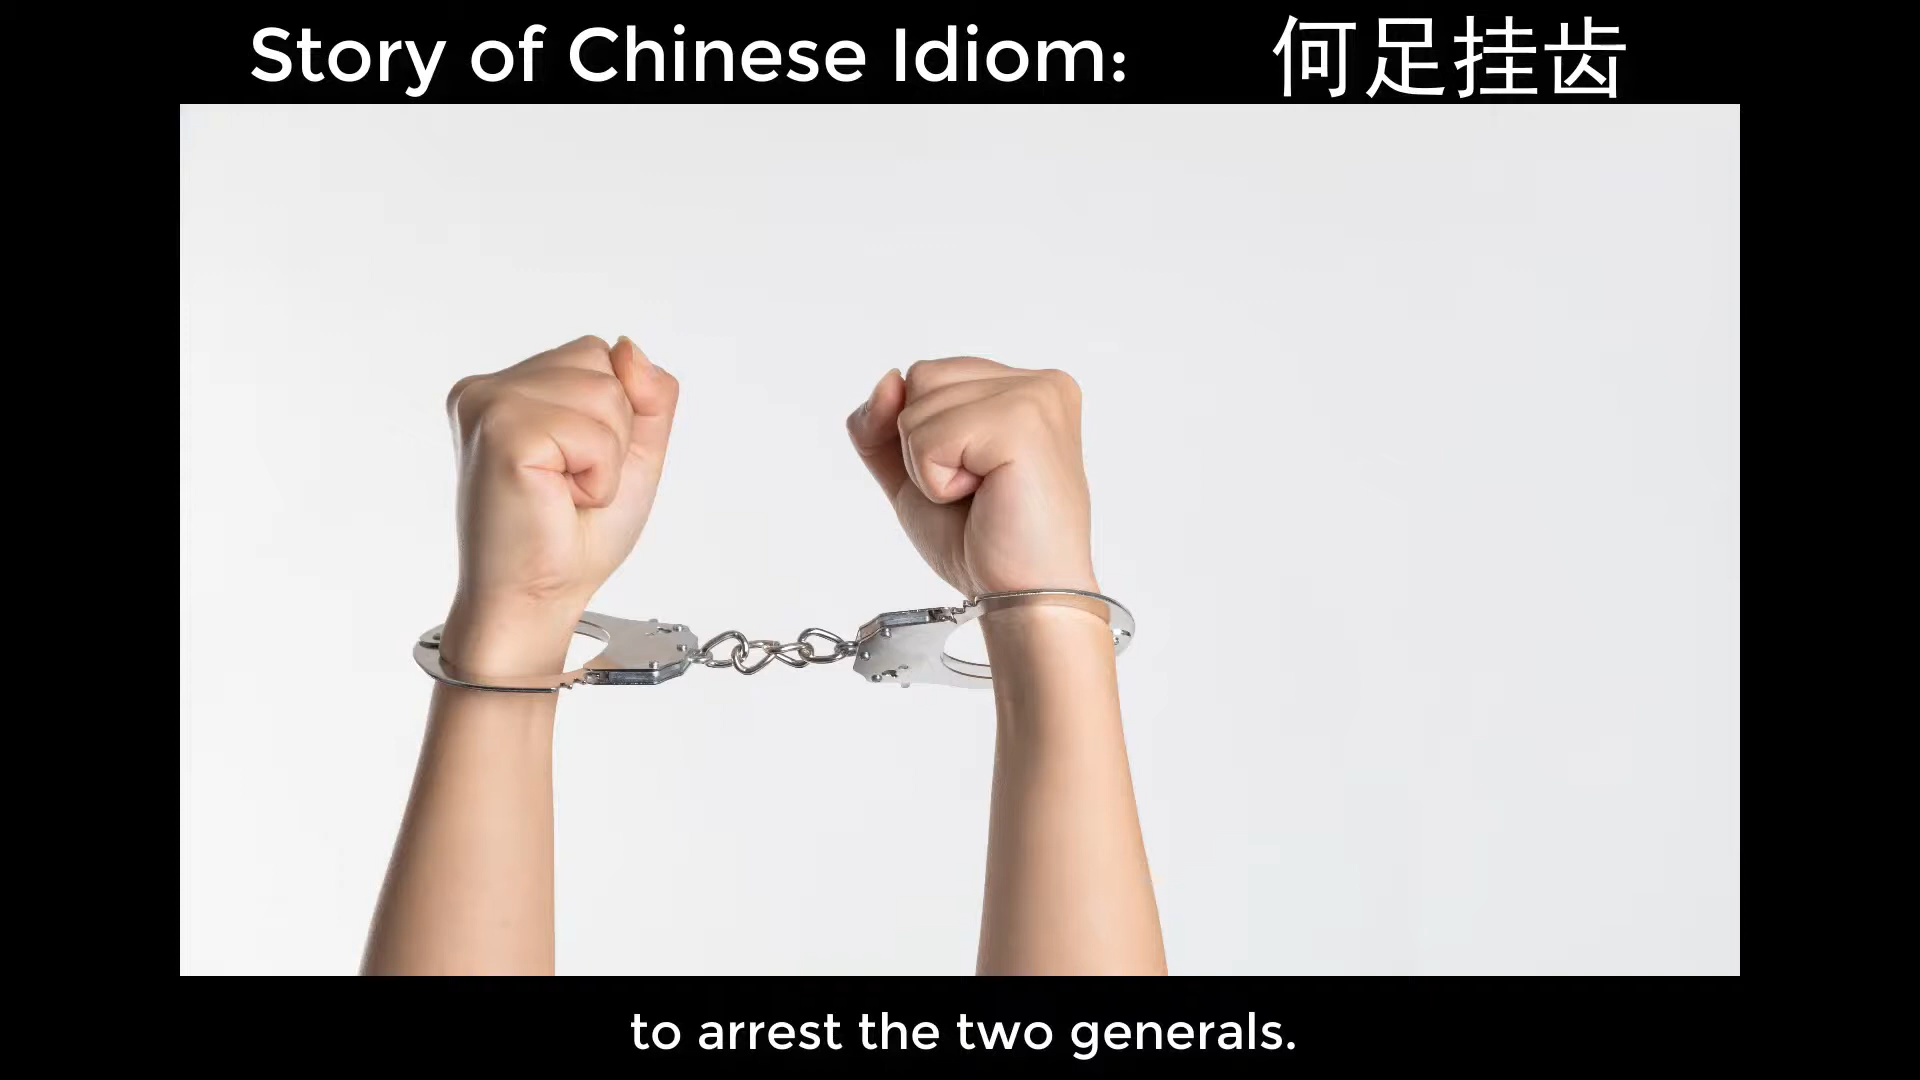 Story of Chinese Idiom: 何足挂齿
to arrest the two generals.